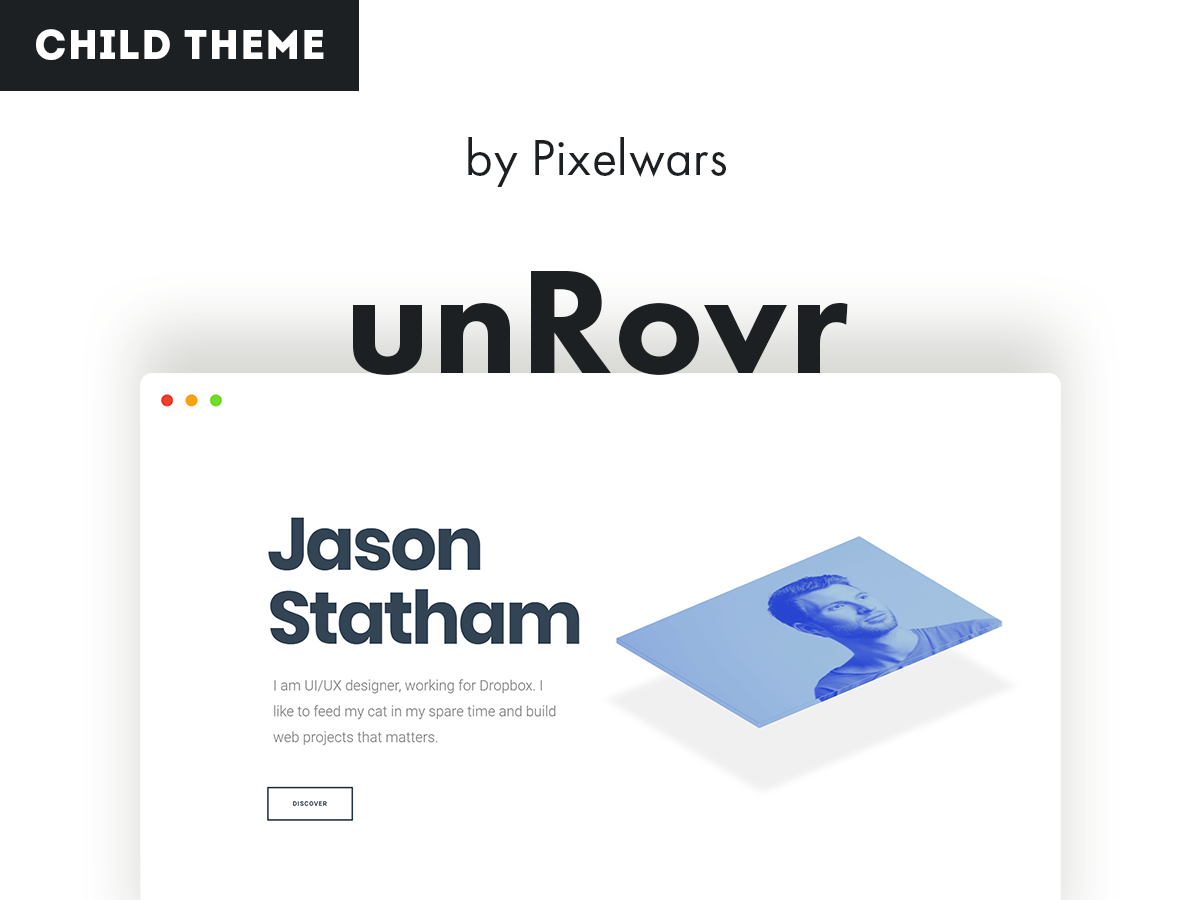 CHILD THEME
by Pixelwars
unRovr
Jason
Statham
I am UI/UX designer, working for Dropbox. I
like to feed my cat in my spare time and build
web projects that matters.
DISCOVER